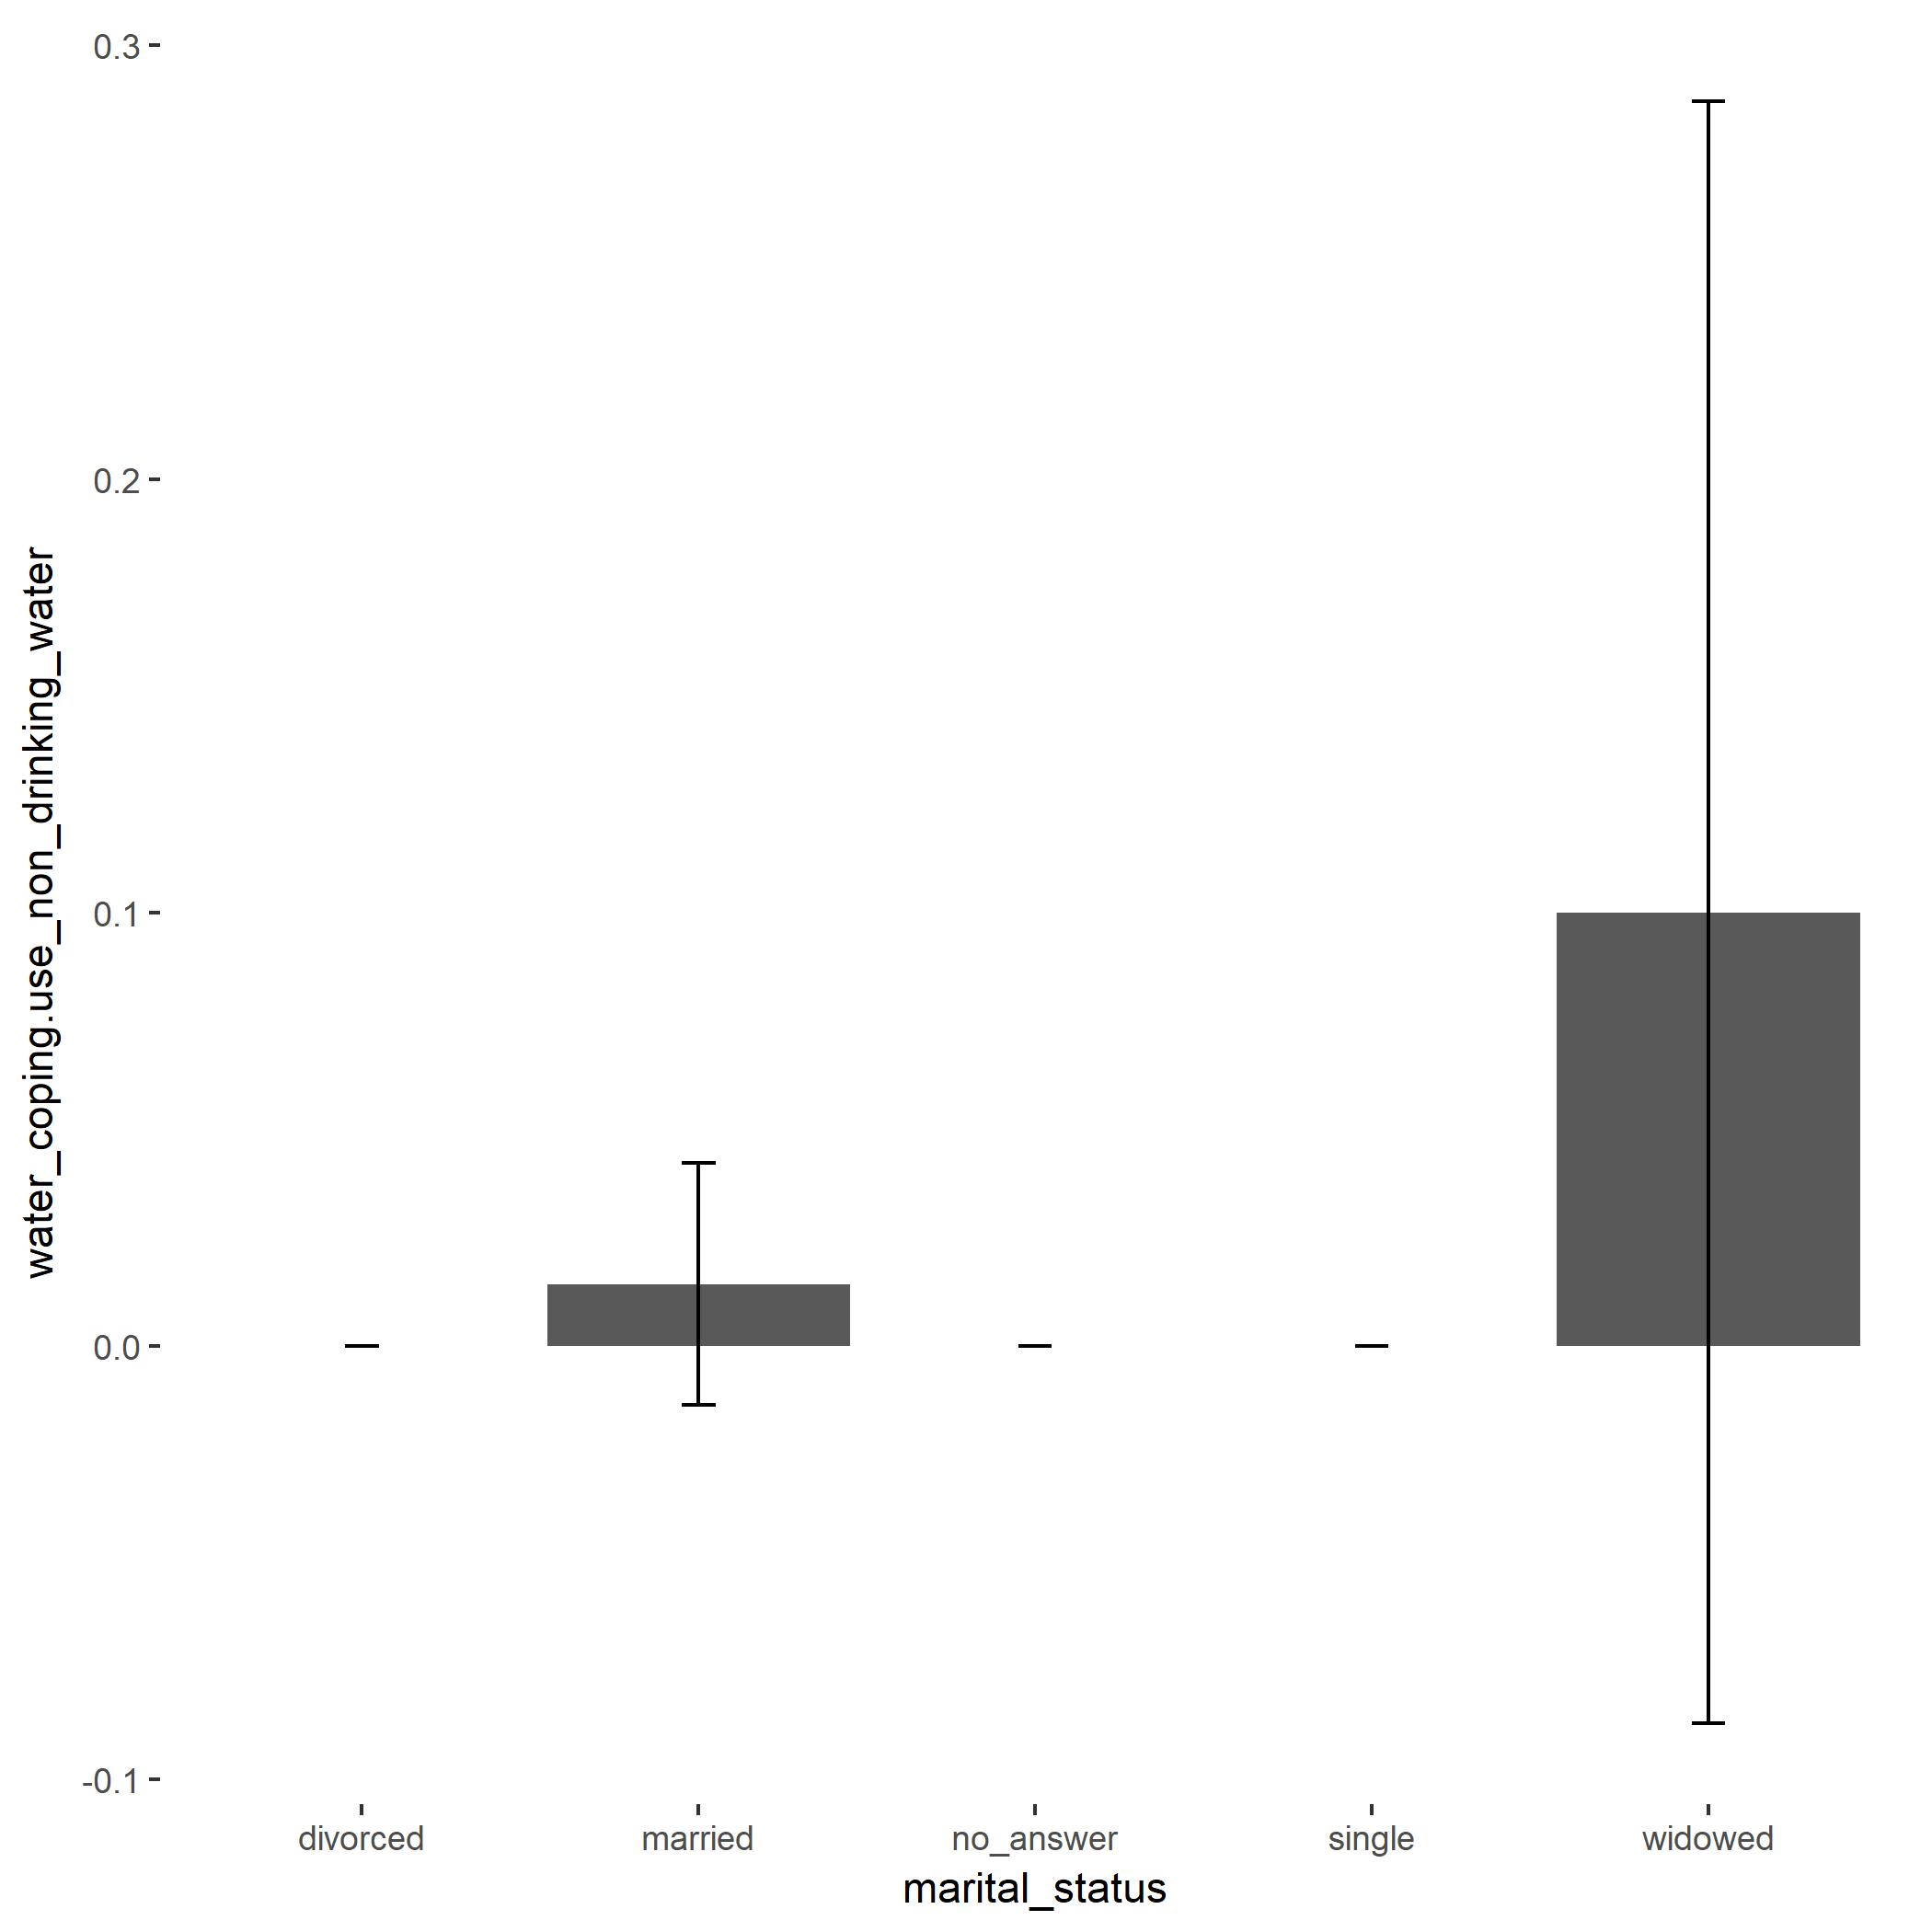 0.3
0.2
0.1
0.0
-0.1
water_coping.use_non_drinking_water
divorced married no_answer single widowed
marital_status